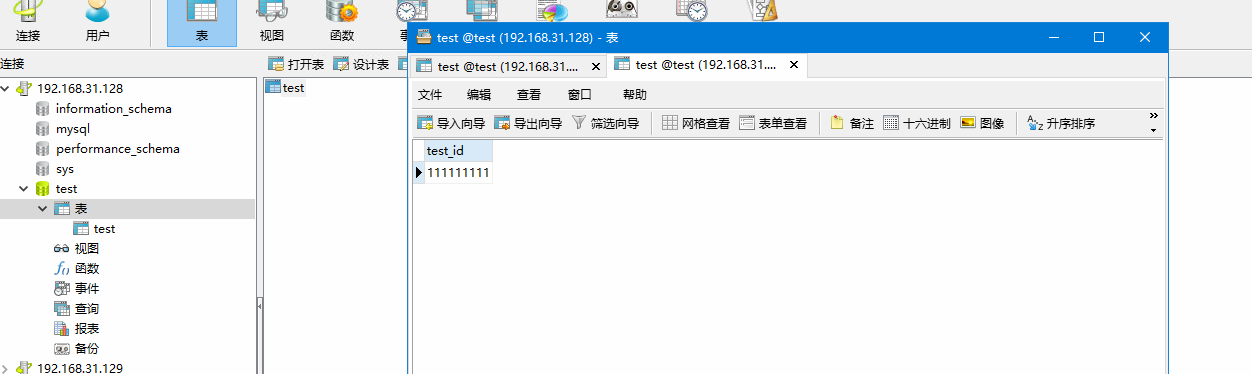 连接 用户 表 视图 函数
test @test (192.168.31.128) - 表
连接
打开表 设计表
test @test (192.168.31....
test @test (192.168.31....
文件 编辑 查看 窗口 帮助
导入向导 导出向导 筛选向导 网格查看 表单查看 备注 十六进制 图像 升序排序
192.168.31.128
information_schema
mysql
performance_schema
sys
test
表
test
视图
函数
事件
查询
报表
备份
192.168.31.129
test
test_id
111111111